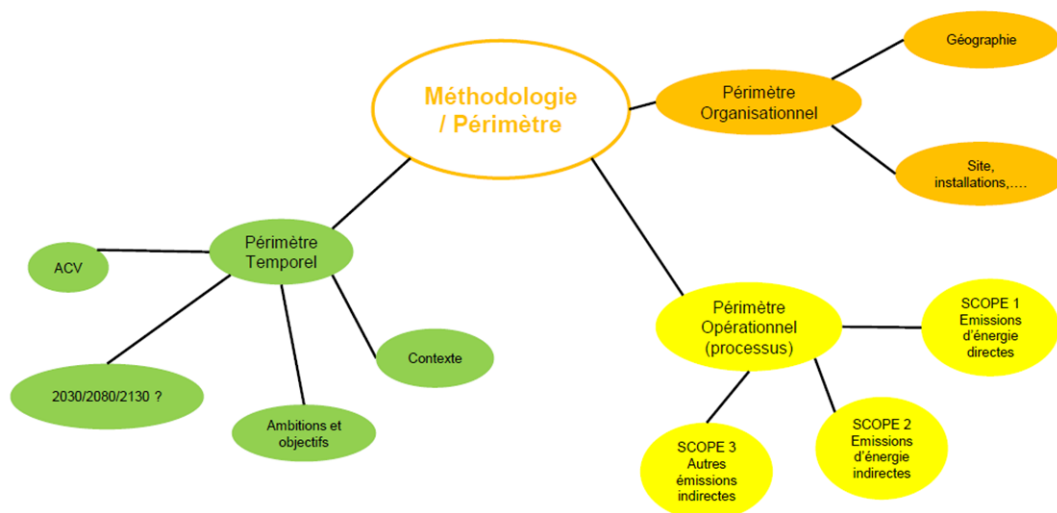 Méthodologie
/ Périmètre
Périmètre
Organisationnel
Géographie
Site,
installations,....
Périmètre
Temporel
ACV
2030/2080/2130 ?
Ambitions et
objectifs
Contexte
Périmètre
Opérationnel
(processus)
SCOPE 1
Emissions
d'énergie
directes
SCOPE 2
Emissions
d'énergie
indirectes
SCOPE 3
Autres
émissions
indirectes